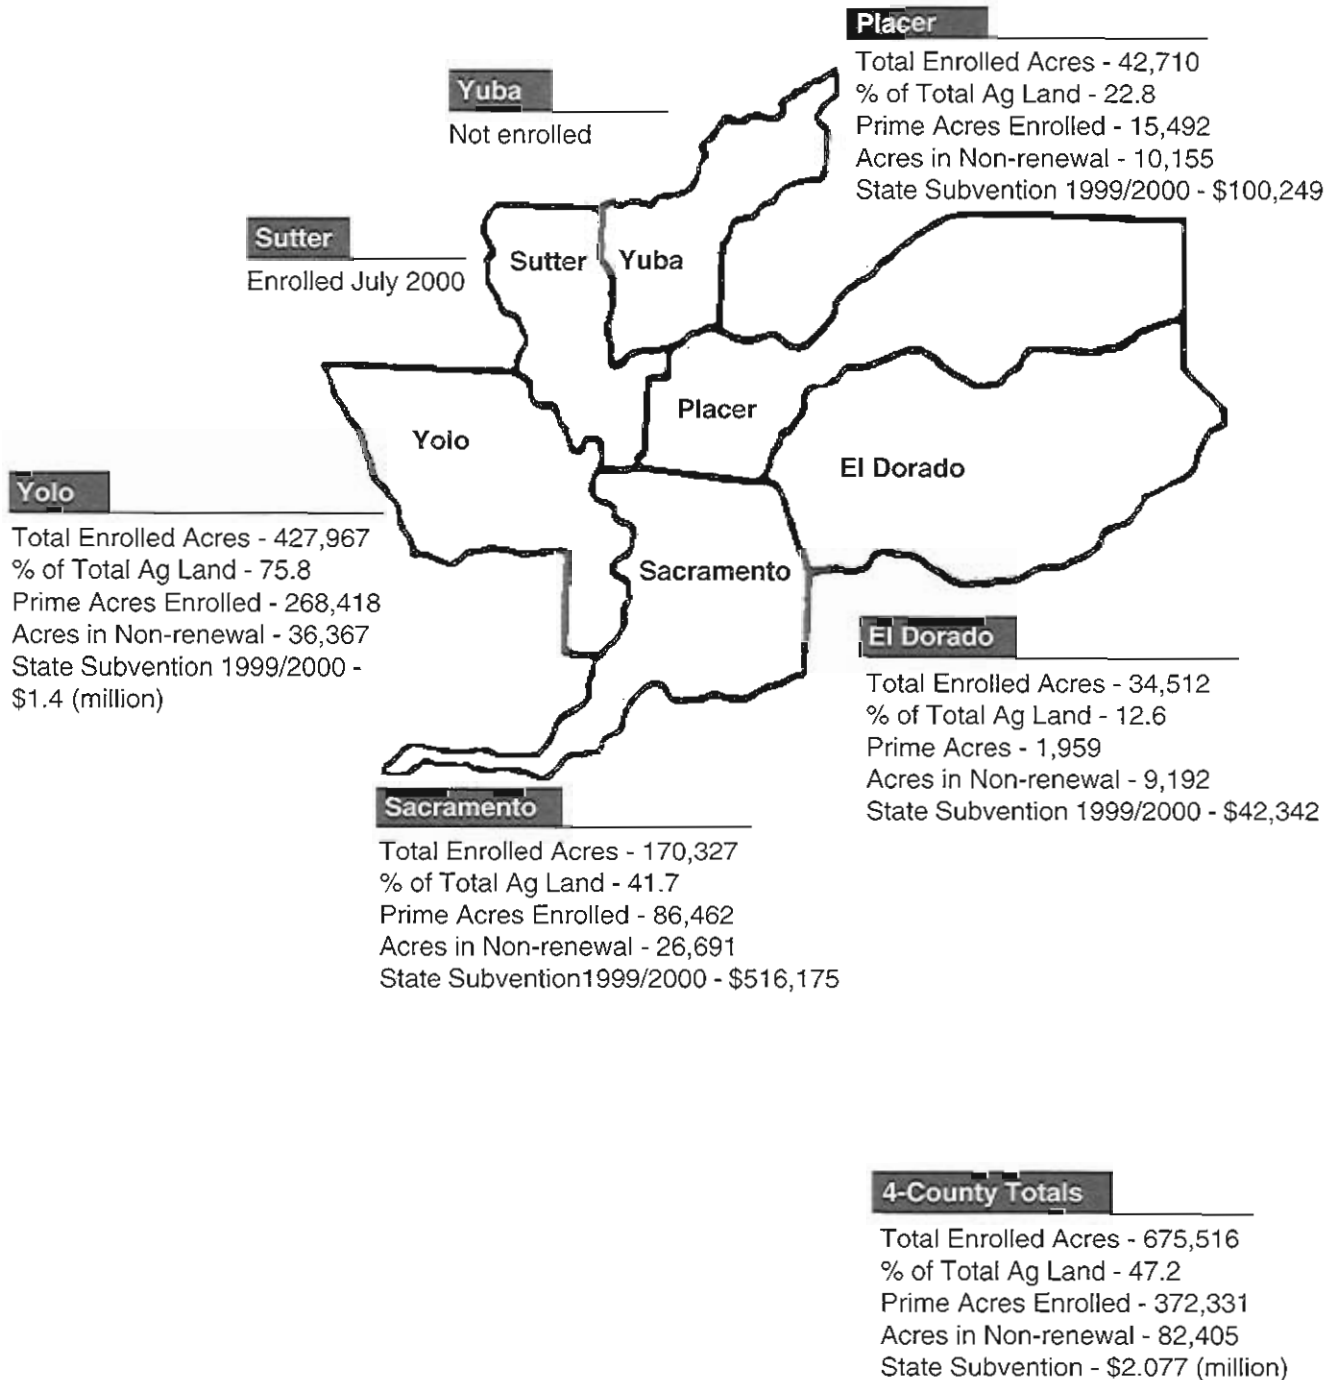 Placer
Total Enrolled Acres - 42,710
% of Total Ag Land - 22.8
Prime Acres Enrolled - 15,492
Acres in Non-renewal - 10,155
State Subvention 1999/2000 - $100,249
Yuba
Not enrolled
Sutter
Enrolled July 2000
Sutter
Yuba
Placer
Yolo
El Dorado
Sacramento
Yolo
Total Enrolled Acres - 427,967
% of Total Ag Land - 75.8
Prime Acres Enrolled - 268,418
Acres in Non-renewal - 36,367
State Subvention 1999/2000 -
$1.4 (million)
El Dorado
Total Enrolled Acres - 34,512
% of Total Ag Land - 12.6
Prime Acres - 1,959
Acres in Non-renewal - 9,192
State Subvention 1999/2000 - $42,342
Sacramento
Total Enrolled Acres - 170,327
% of Total Ag Land - 41.7
Prime Acres Enrolled - 86,462
Acres in Non-renewal - 26,691
State Subvention1999/2000 - $516,175
4-County Totals
Total Enrolled Acres - 675,516
% of Total Ag Land - 47.2
Prime Acres Enrolled - 372,331
Acres in Non-renewal - 82,405
State Subvention - $2.077 (million)